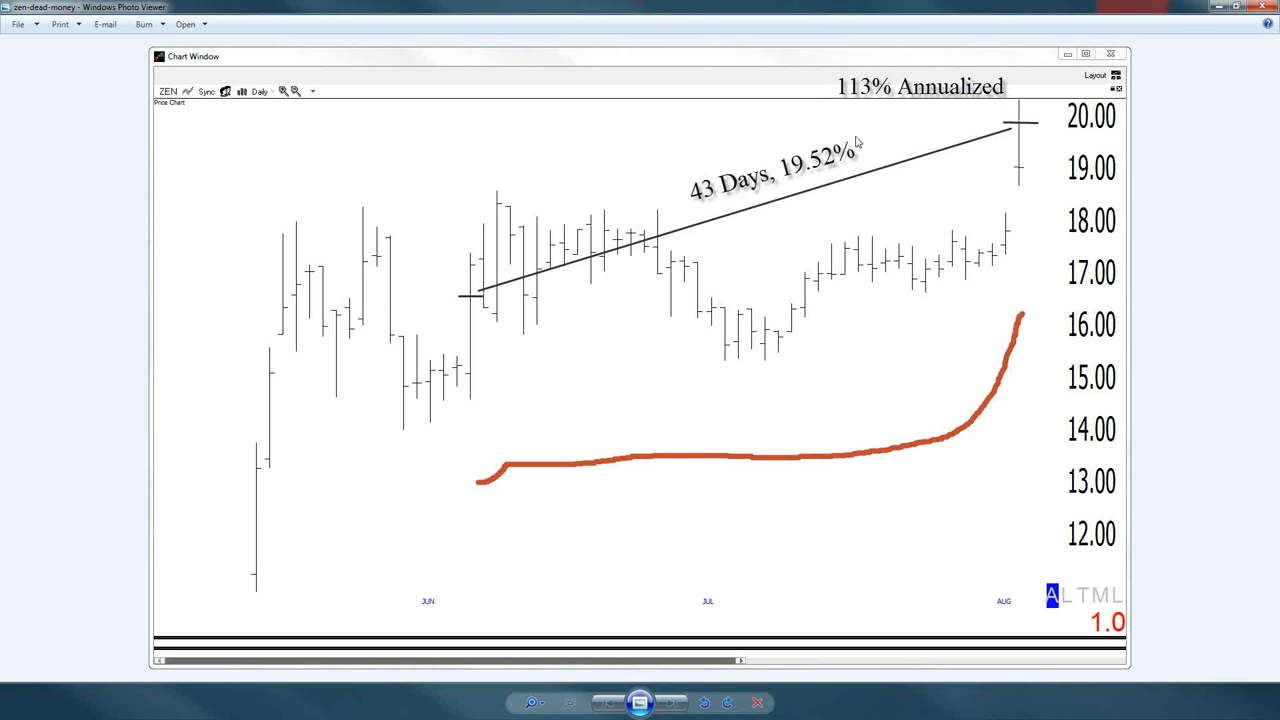 zen-dead-money - Windows Photo Viewer
File Print E-mail Burn Open
Chart Window
Layout
ZEN Sync Daily
Price Chart
113% Annualized
43 Days, 19.52%
20.00
19.00
18.00
17.00
16.00
15.00
14.00
13.00
12.00
JUN JUL AUG
ALTML
1.0